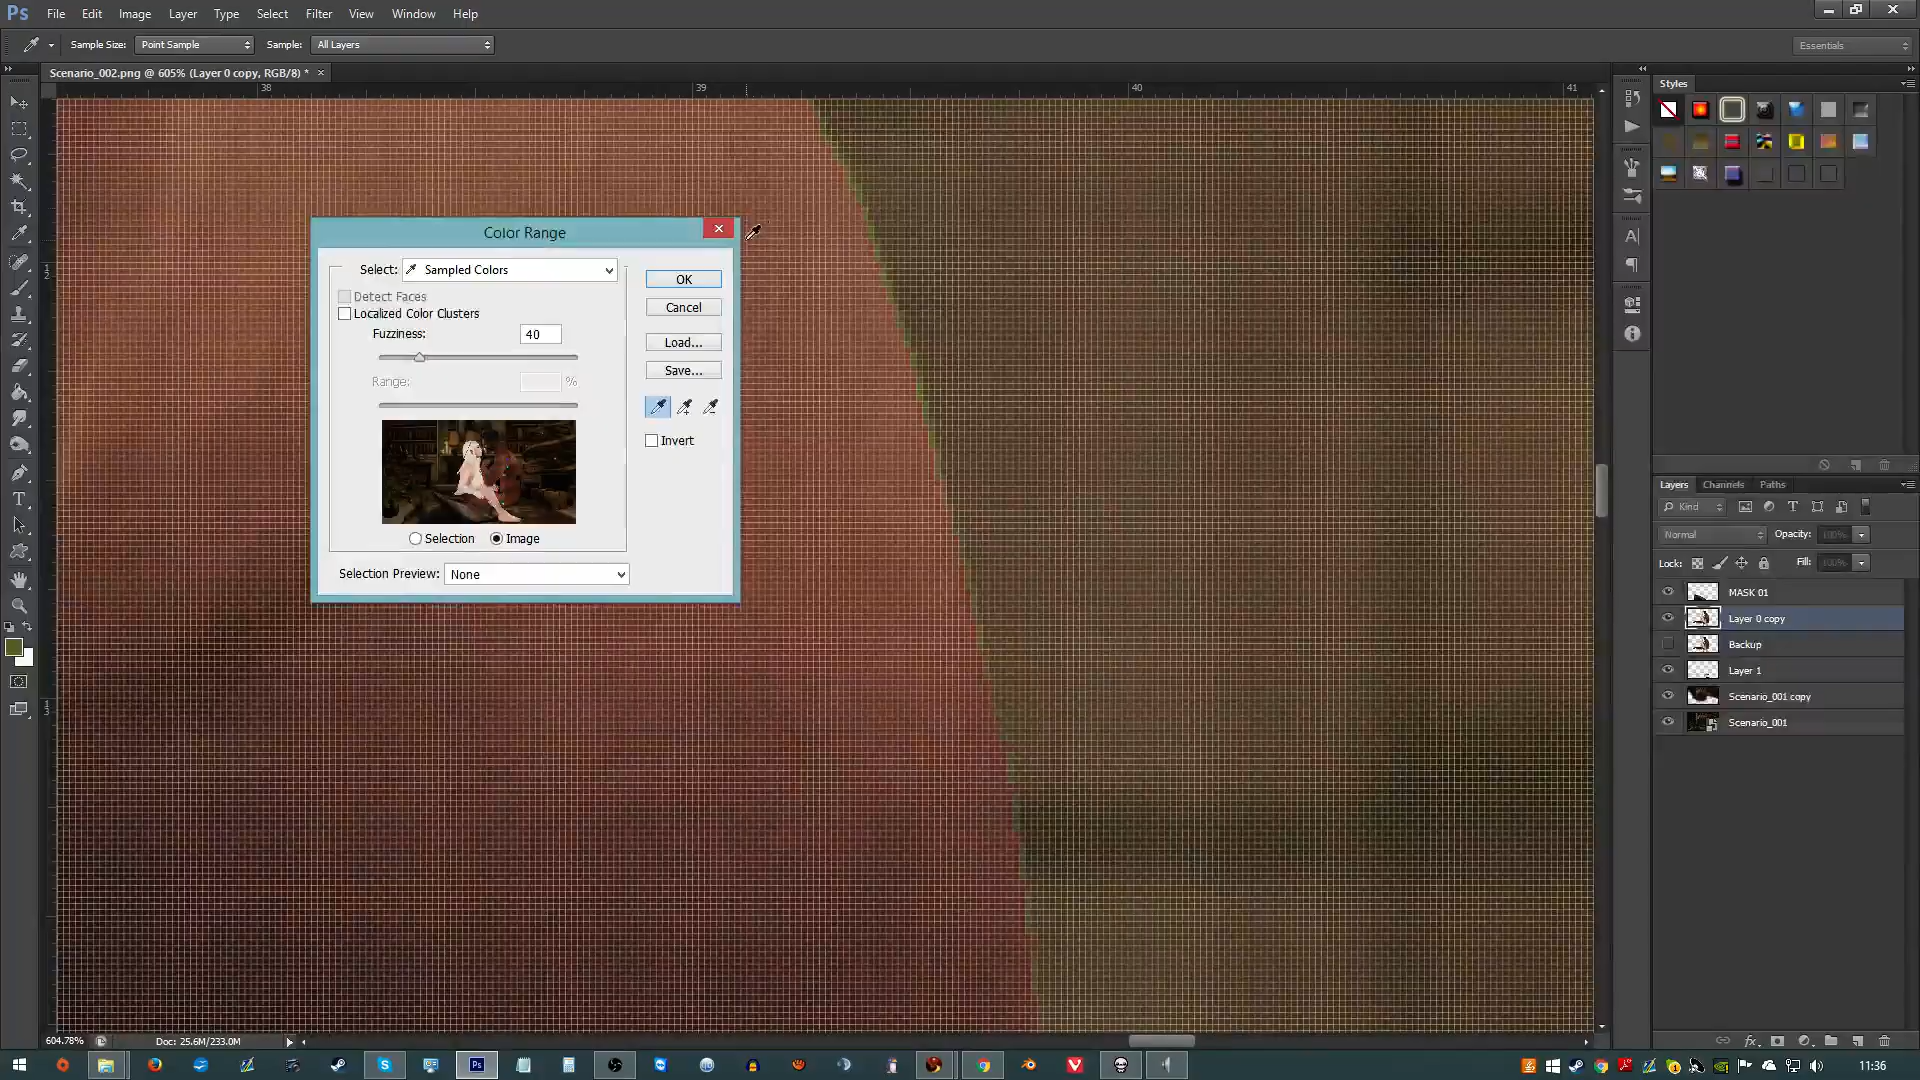 Ps File Edit Image Layer Type Select Filter View Window Help
Sample Size: Point Sample Sample: All Layers Essentials
Scenario_002.png @ 605% (Layer 0 copy, RGB/8) * ×
38 39 40 41
Styles
Color Range
Select: Sampled Colors
OK
Detect Faces
Cancel
Localized Color Clusters
Fuzziness: 40
Load...
Range: %
Save...
Invert
Selection Image
Selection Preview: None
Layers Channels Paths
Kind
Normal Opacity: 100%
Lock: Fill: 100%
MASK 01
Layer 0 copy
Backup
Layer 1
Scenario_001 copy
Scenario_001
604.78% Doc: 25.6M/233.0M
11:36